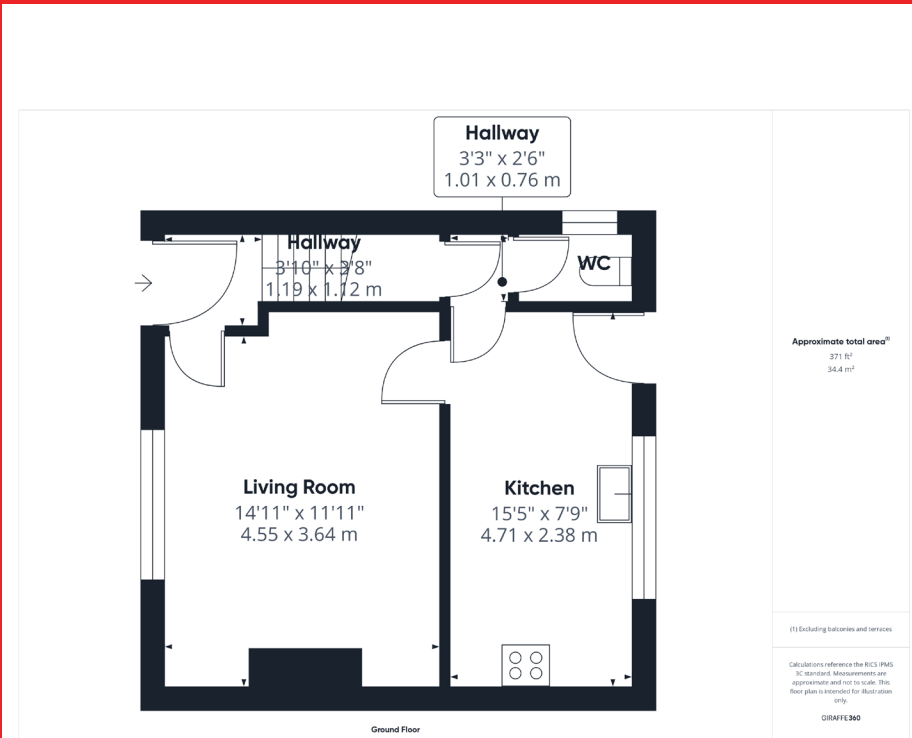 Hallway
3'3" x 2'6"
1.01 x 0.76 m
Hallway
3'10" x 3'8"
1.19 x 1.12 m
WC
Living Room
14'11" x 11'11"
4.55 x 3.64 m
Kitchen
15'5" x 7'9"
4.71 x 2.38 m
Ground Floor
Approximate total area(1)
371 ft²
34.4 m²
(1) Excluding balconies and terraces
Calculations reference the RICS IPMS
3C standard. Measurements are
approximate and not to scale. This
floor plan is intended for illustration
only.
GIRAFFE360